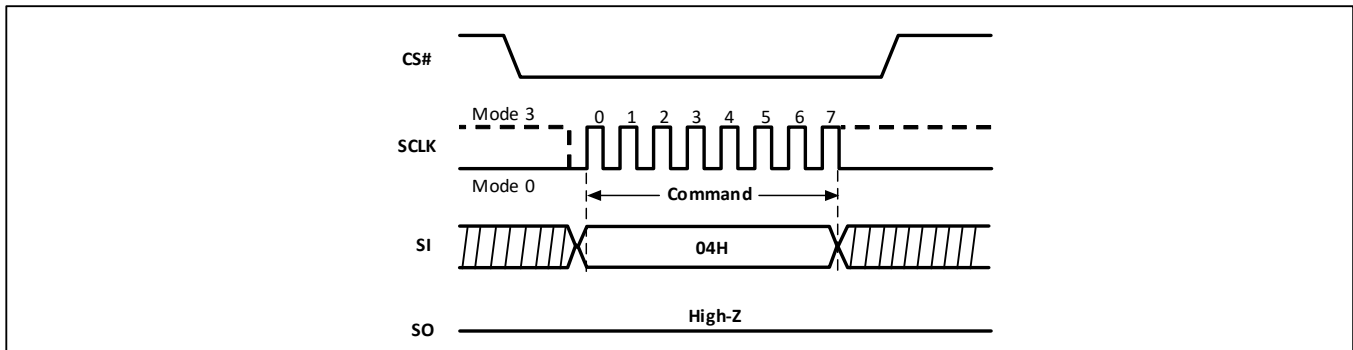 CS#
Mode 3
0 1 2 3 4 5 6 7
SCLK
Mode 0
Command
SI
04H
High-Z
SO